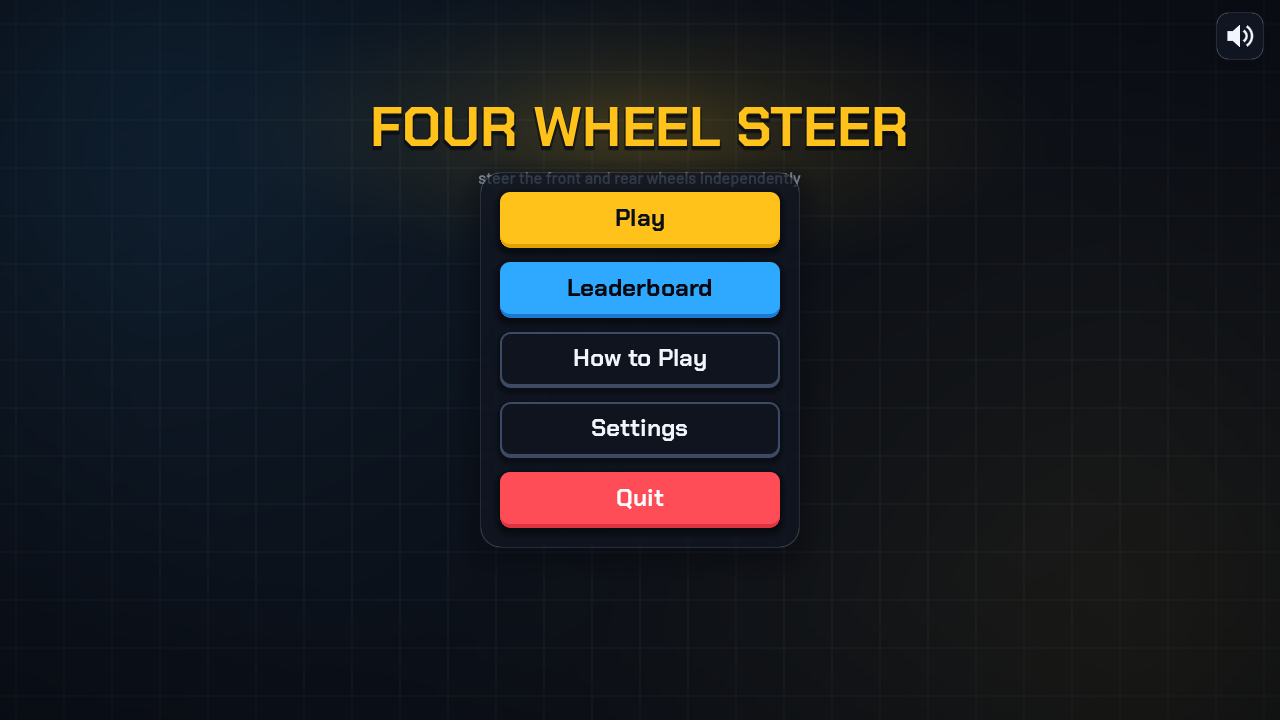 FOUR WHEEL STEER
steer the front and rear wheels independently
Play
Leaderboard
How to Play
Settings
Quit